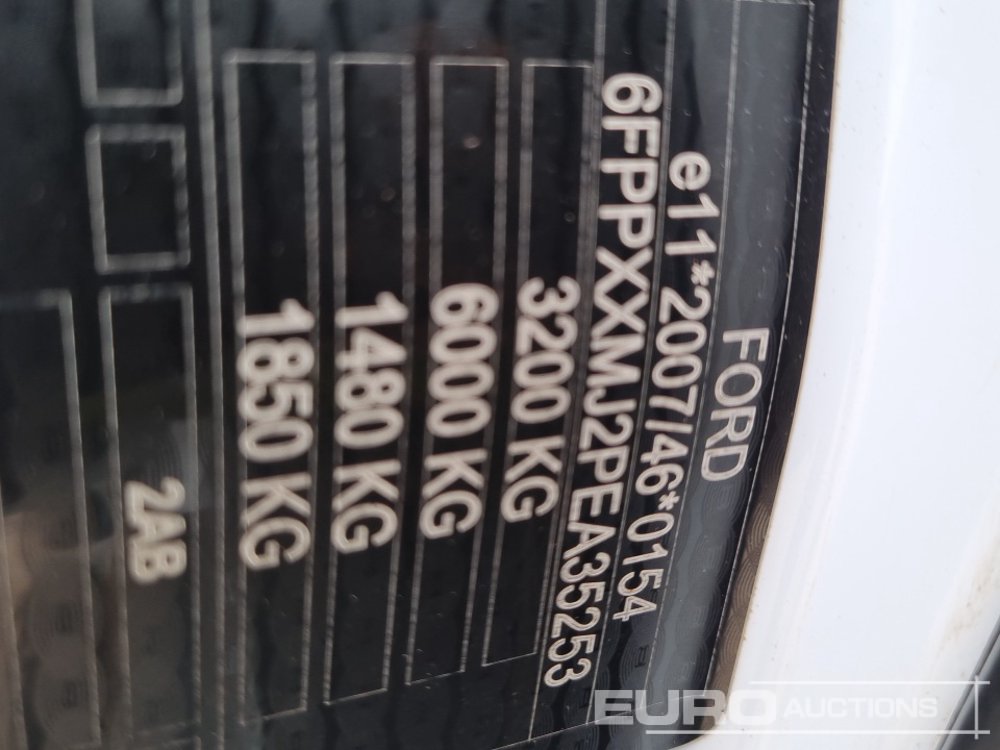 FORD
e11*2007/46*0154
6FPPXXMJ2PEA35253
3200 KG
6000 KG
1480 KG
1850 KG
2AB
EURO AUCTIONS